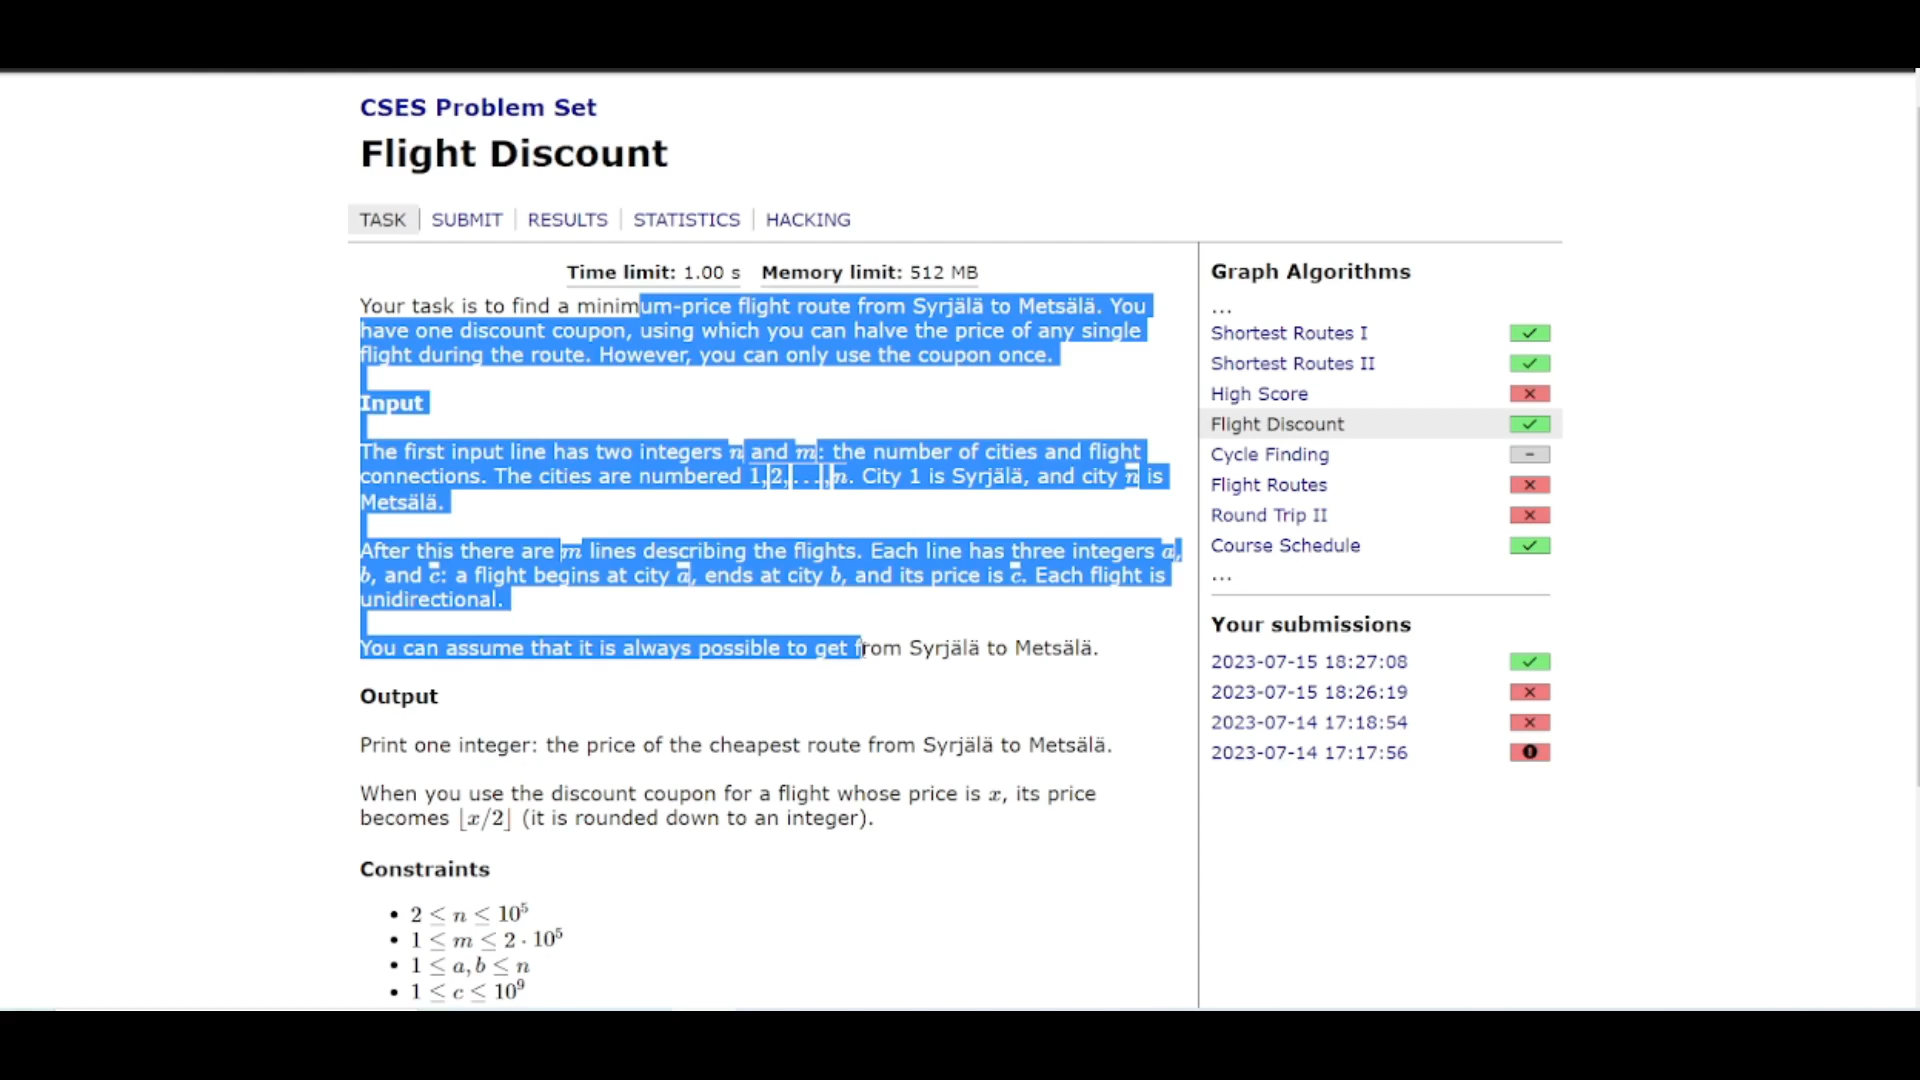 CSES Problem Set
Flight Discount
TASK SUBMIT RESULTS STATISTICS HACKING
Time limit: 1.00 s Memory limit: 512 MB
Your task is to find a minimum-price flight route from Syrjälä to Metsälä. You
have one discount coupon, using which you can halve the price of any single
flight during the route. However, you can only use the coupon once.
Input
The first input line has two integers n and m: the number of cities and flight
connections. The cities are numbered 1,2,...,n. City 1 is Syrjälä, and city n is
Metsälä.
After this there are m lines describing the flights. Each line has three integers a,
b, and c: a flight begins at city a, ends at city b, and its price is c. Each flight is
unidirectional.
You can assume that it is always possible to get from Syrjälä to Metsälä.
Output
Print one integer: the price of the cheapest route from Syrjälä to Metsälä.
When you use the discount coupon for a flight whose price is x, its price
becomes ⌊x/2⌋ (it is rounded down to an integer).
Constraints
• 2 ≤ n ≤ 10⁵
• 1 ≤ m ≤ 2 · 10⁵
• 1 ≤ a, b ≤ n
• 1 ≤ c ≤ 10⁹
Graph Algorithms
...
Shortest Routes I
Shortest Routes II
High Score
Flight Discount
Cycle Finding
Flight Routes
Round Trip II
Course Schedule
...
Your submissions
2023-07-15 18:27:08
2023-07-15 18:26:19
2023-07-14 17:18:54
2023-07-14 17:17:56